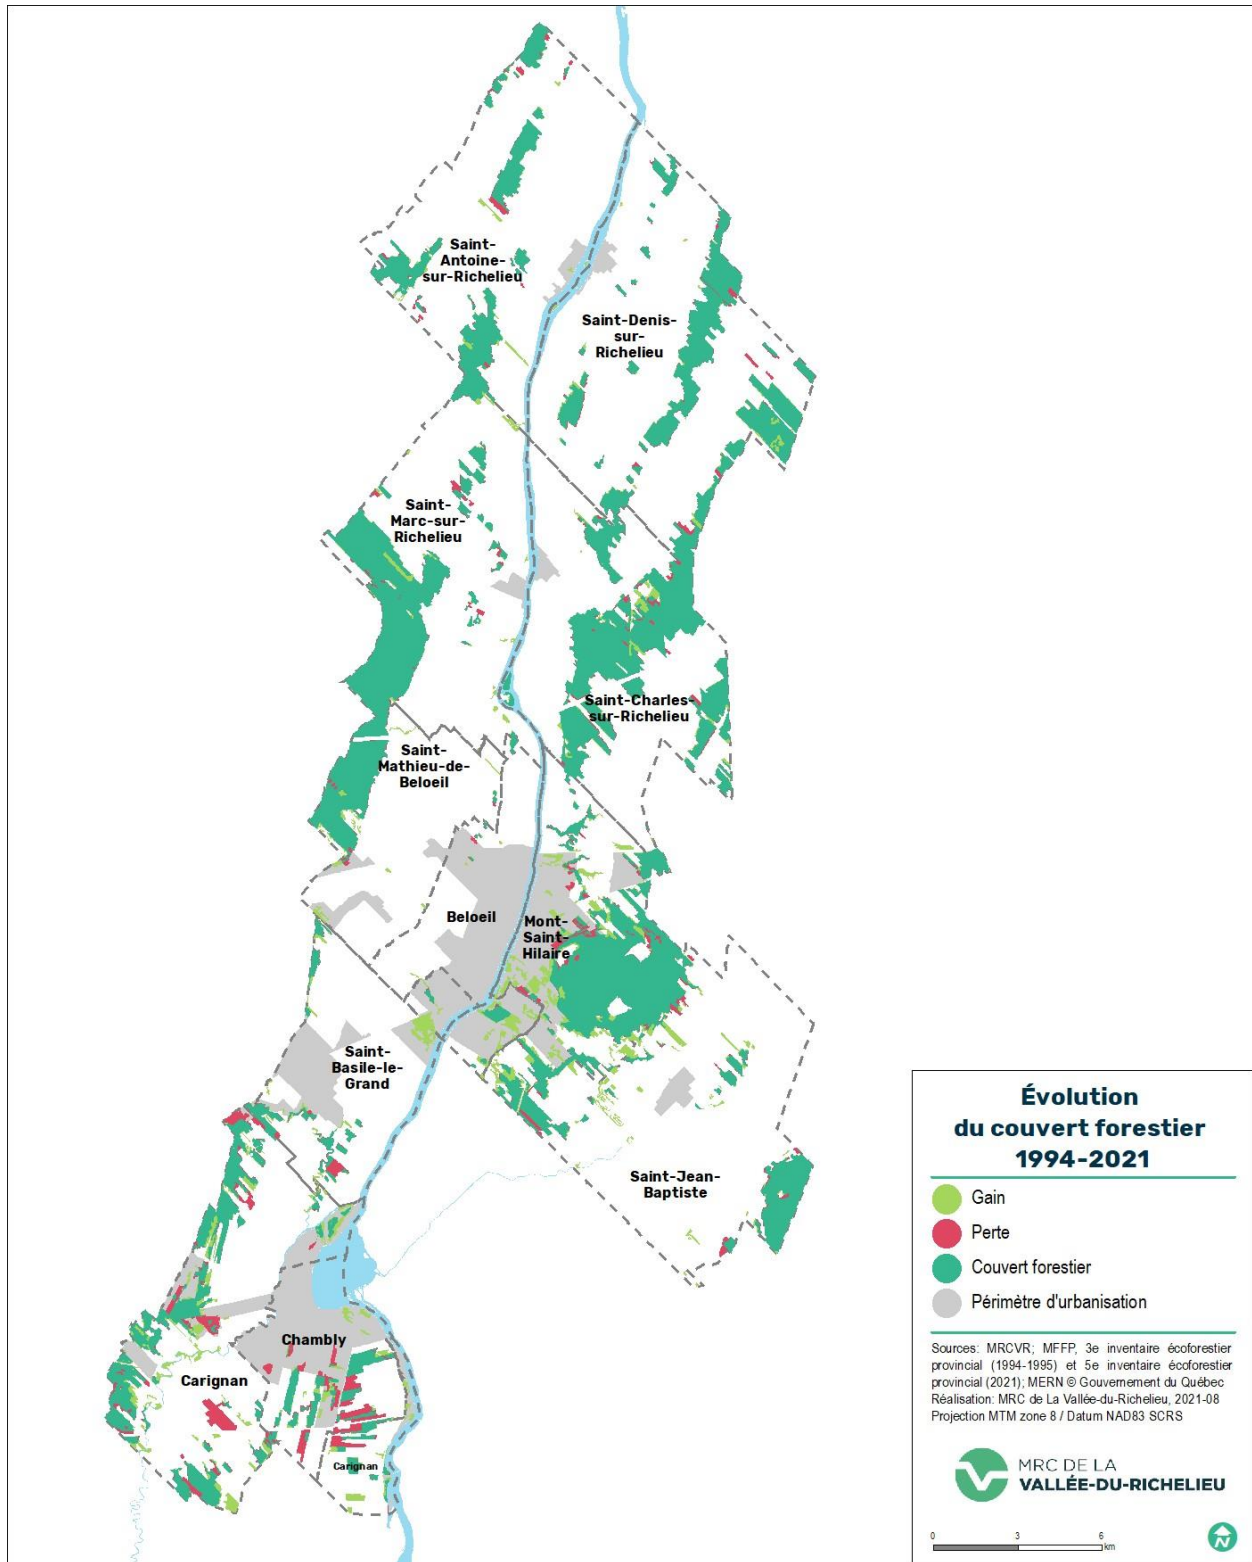 Saint-
Antoine-
sur-Richelieu
Saint-Denis-
sur-
Richelieu
Saint-
Marc-sur-
Richelieu
Saint-Charles-
sur-Richelieu
Saint-
Mathieu-de-
Beloeil
Beloeil
Mont-
Saint-
Hilaire
Saint-
Basile-le-
Grand
Saint-Jean-
Baptiste
Chambly
Carignan
Carignan
Évolution
du couvert forestier
1994-2021
Gain
Perte
Couvert forestier
Périmètre d'urbanisation
Sources: MRCVR; MFFP, 3e inventaire écoforestier
provincial (1994-1995) et 5e inventaire écoforestier
provincial (2021); MERN © Gouvernement du Québec
Réalisation: MRC de La Vallée-du-Richelieu, 2021-08
Projection MTM zone 8 / Datum NAD83 SCRS
MRC DE LA
VALLÉE-DU-RICHELIEU
0 3 6
km
N